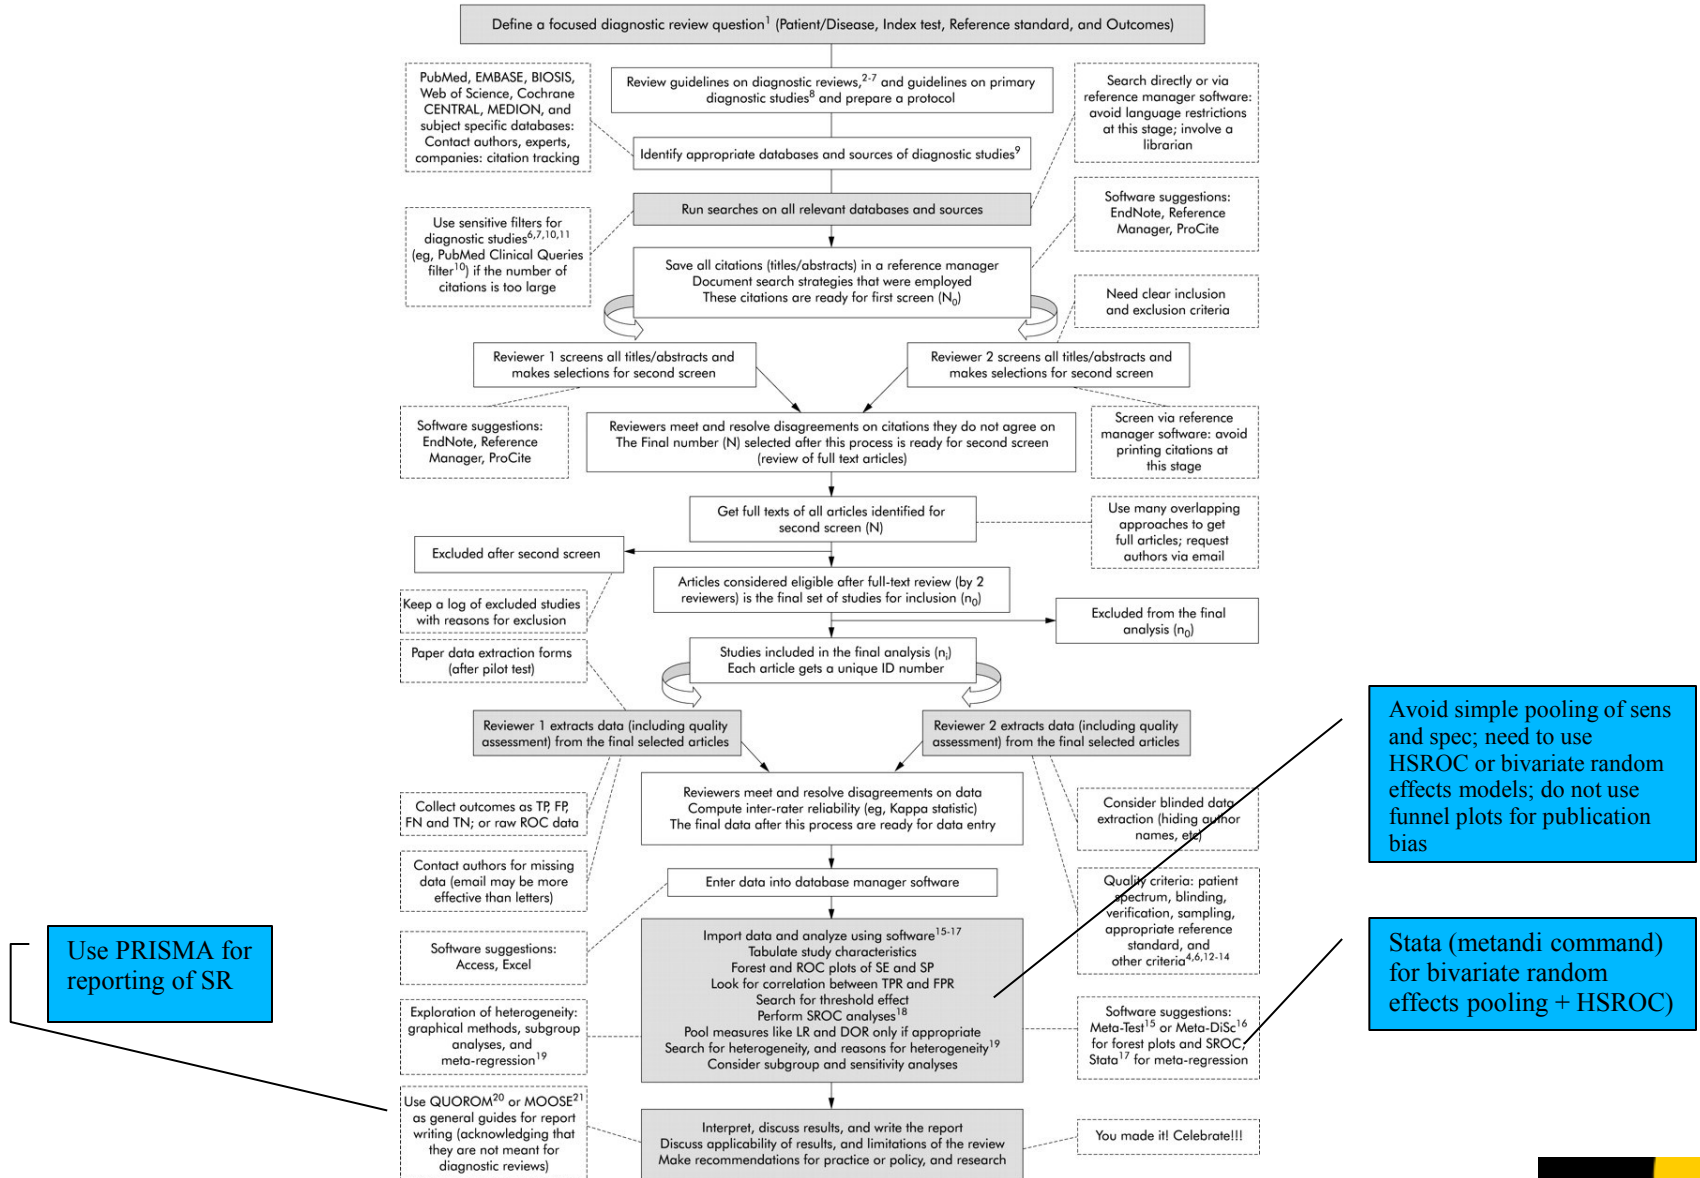 Define a focused diagnostic review question1 (Patient/Disease, Index test, Reference standard, and Outcomes)
PubMed, EMBASE, BIOSIS,
Web of Science, Cochrane
CENTRAL, MEDION, and
subject specific databases:
Contact authors, experts,
companies: citation tracking
Review guidelines on diagnostic reviews,2-7 and guidelines on primary
diagnostic studies8 and prepare a protocol
Search directly or via
reference manager software:
avoid language restrictions
at this stage; involve a
librarian
Identify appropriate databases and sources of diagnostic studies9
Run searches on all relevant databases and sources
Use sensitive filters for
diagnostic studies6,7,10,11
(eg, PubMed Clinical Queries
filter10) if the number of
citations is too large
Software suggestions:
EndNote, Reference
Manager, ProCite
Save all citations (titles/abstracts) in a reference manager
Document search strategies that were employed
These citations are ready for first screen (N0)
Need clear inclusion
and exclusion criteria
Reviewer 1 screens all titles/abstracts and
makes selections for second screen
Reviewer 2 screens all titles/abstracts and
makes selections for second screen
Software suggestions:
EndNote, Reference
Manager, ProCite
Reviewers meet and resolve disagreements on citations they do not agree on
The Final number (N) selected after this process is ready for second screen
(review of full text articles)
Screen via reference
manager software: avoid
printing citations at
this stage
Get full texts of all articles identified for
second screen (N)
Use many overlapping
approaches to get
full articles; request
authors via email
Excluded after second screen
Articles considered eligible after full-text review (by 2
reviewers) is the final set of studies for inclusion (n0)
Keep a log of excluded studies
with reasons for exclusion
Excluded from the final
analysis (n0)
Paper data extraction forms
(after pilot test)
Studies included in the final analysis (ni)
Each article gets a unique ID number
Reviewer 1 extracts data (including quality
assessment) from the final selected articles
Reviewer 2 extracts data (including quality
assessment) from the final selected articles
Avoid simple pooling of sens
and spec; need to use
HSROC or bivariate random
effects models; do not use
funnel plots for publication
bias
Collect outcomes as TP, FP,
FN and TN; or raw ROC data
Reviewers meet and resolve disagreements on data
Compute inter-rater reliability (eg, Kappa statistic)
The final data after this process are ready for data entry
Consider blinded data
extraction (hiding author
names, etc)
Contact authors for missing
data (email may be more
effective than letters)
Enter data into database manager software
Quality criteria: patient
spectrum, blinding,
verification, sampling,
appropriate reference
standard, and
other criteria4,6,12-14
Use PRISMA for
reporting of SR
Software suggestions:
Access, Excel
Import data and analyze using software15-17
Tabulate study characteristics
Forest and ROC plots of SE and SP
Look for correlation between TPR and FPR
Search for threshold effect
Perform SROC analyses18
Pool measures like LR and DOR only if appropriate
Search for heterogeneity, and reasons for heterogeneity19
Consider subgroup and sensitivity analyses
Stata (metandi command)
for bivariate random
effects pooling + HSROC)
Exploration of heterogeneity:
graphical methods, subgroup
analyses, and
meta-regression19
Software suggestions:
Meta-Test15 or Meta-DiSc16
for forest plots and SROC;
Stata17 for meta-regression
Use QUOROM20 or MOOSE21
as general guides for report
writing (acknowledging that
they are not meant for
diagnostic reviews)
Interpret, discuss results, and write the report
Discuss applicability of results, and limitations of the review
Make recommendations for practice or policy, and research
You made it! Celebrate!!!